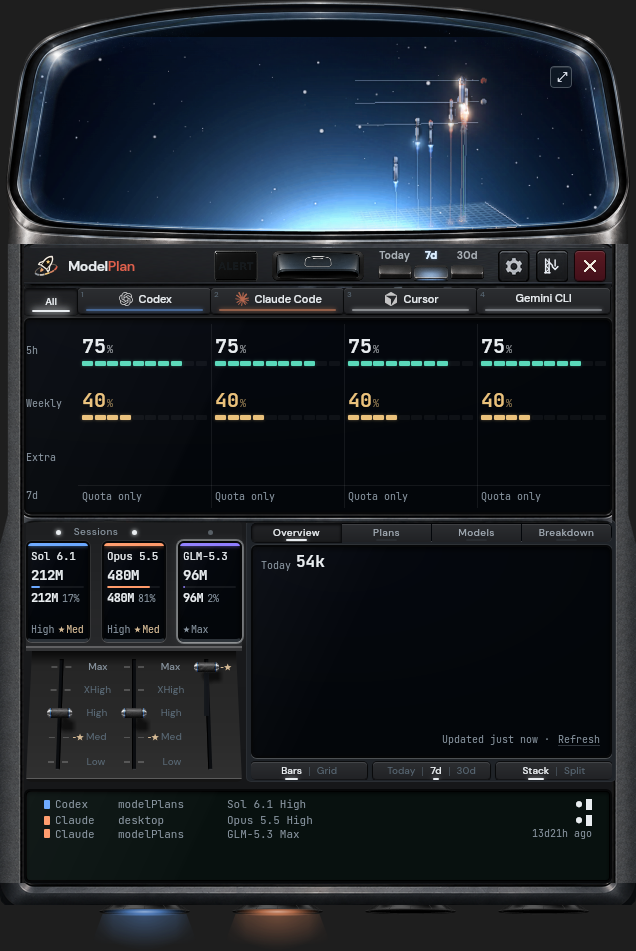 ModelPlan
ALERT
Today 7d 30d
All
1 Codex
2 Claude Code
3 Cursor
4 Gemini CLI
5h 75% 75% 75% 75%
Weekly 40% 40% 40% 40%
Extra
7d Quota only Quota only Quota only Quota only
Sessions
Sol 6.1 Opus 5.5 GLM-5.3
212M 480M 96M
212M 17% 480M 81% 96M 2%
High ★Med High ★Med ★Max
Max Max ★
XHigh XHigh
High High
★Med ★Med
Low Low
Overview Plans Models Breakdown
Today 54k
Updated just now · Refresh
Bars | Grid Today | 7d | 30d Stack | Split
Codex modelPlans Sol 6.1 High
Claude desktop Opus 5.5 High
Claude modelPlans GLM-5.3 Max 13d21h ago